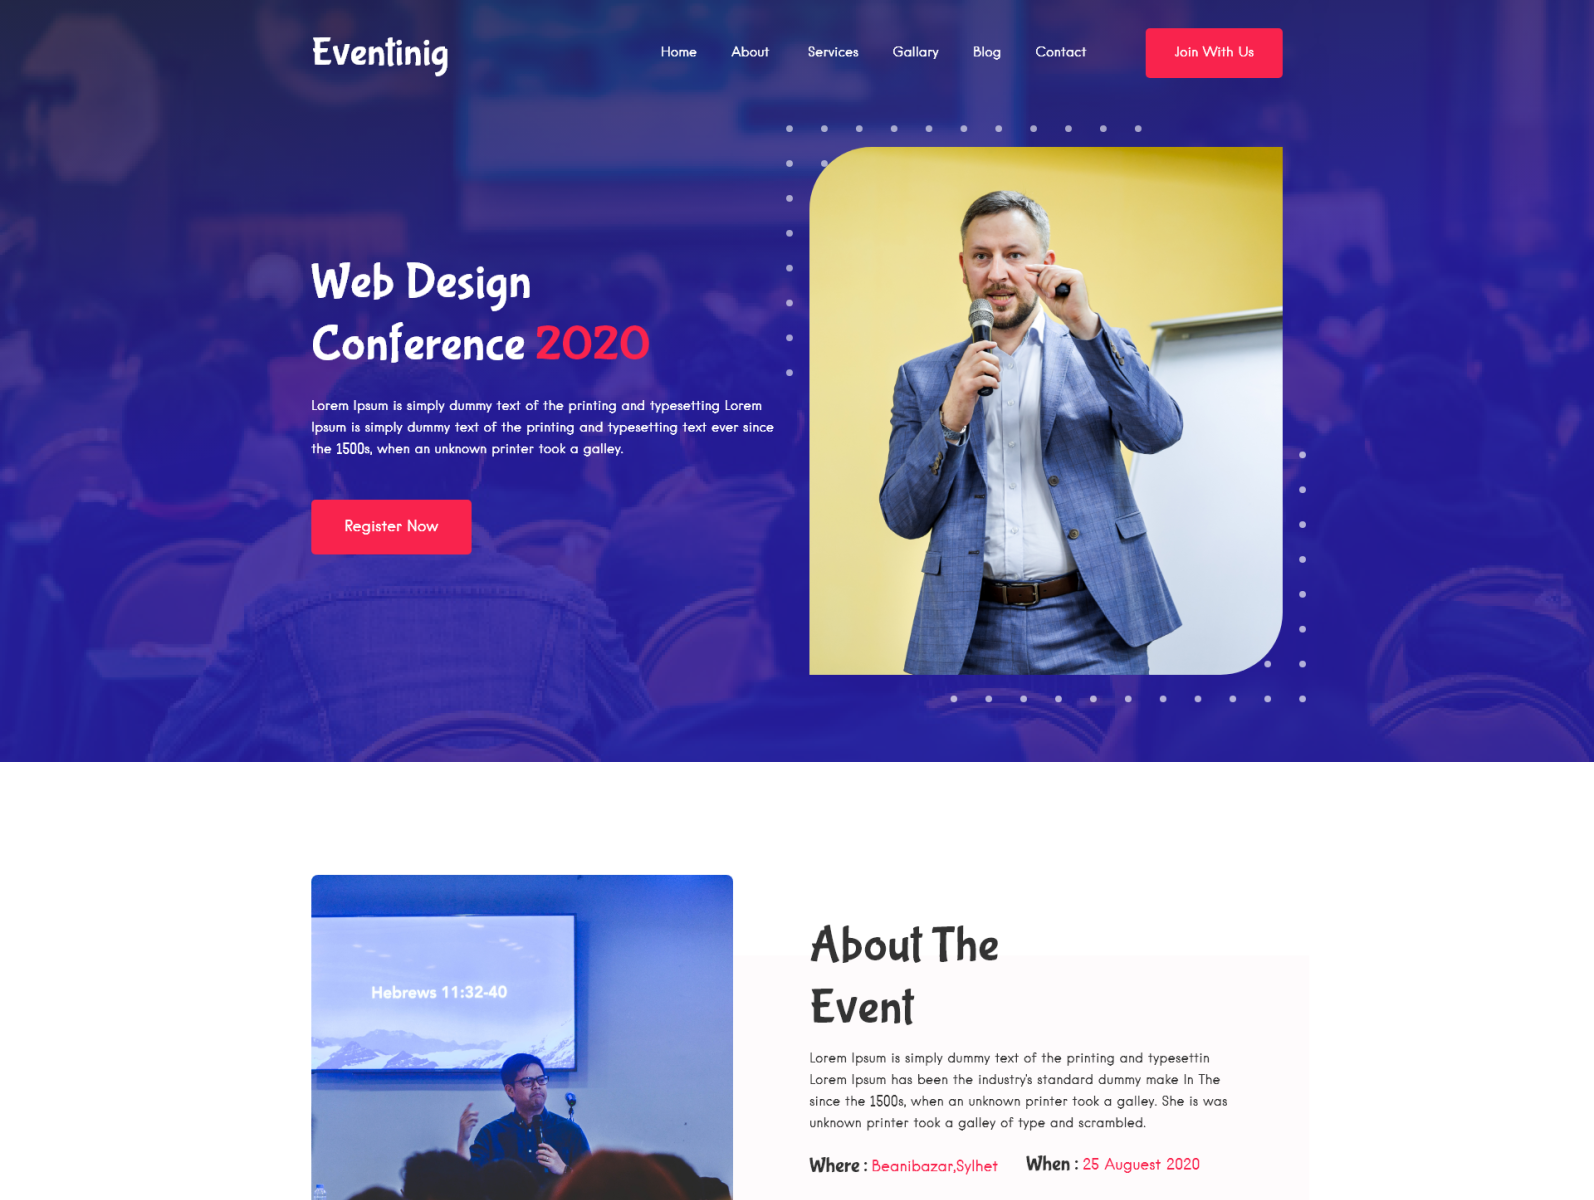 Eventinig
Home About Services Gallary Blog Contact Join With Us
Web Design
Conference 2020
Lorem Ipsum is simply dummy text of the printing and typesetting Lorem
Ipsum is simply dummy text of the printing and typesetting text ever since
the 1500s, when an unknown printer took a galley.
Register Now
Hebrews 11:32-40
About The
Event
Lorem Ipsum is simply dummy text of the printing and typesettin
Lorem Ipsum has been the industry's standard dummy make In The
since the 1500s, when an unknown printer took a galley. She is was
unknown printer took a galley of type and scrambled.
Where : Beanibazar,Sylhet When : 25 Auguest 2020